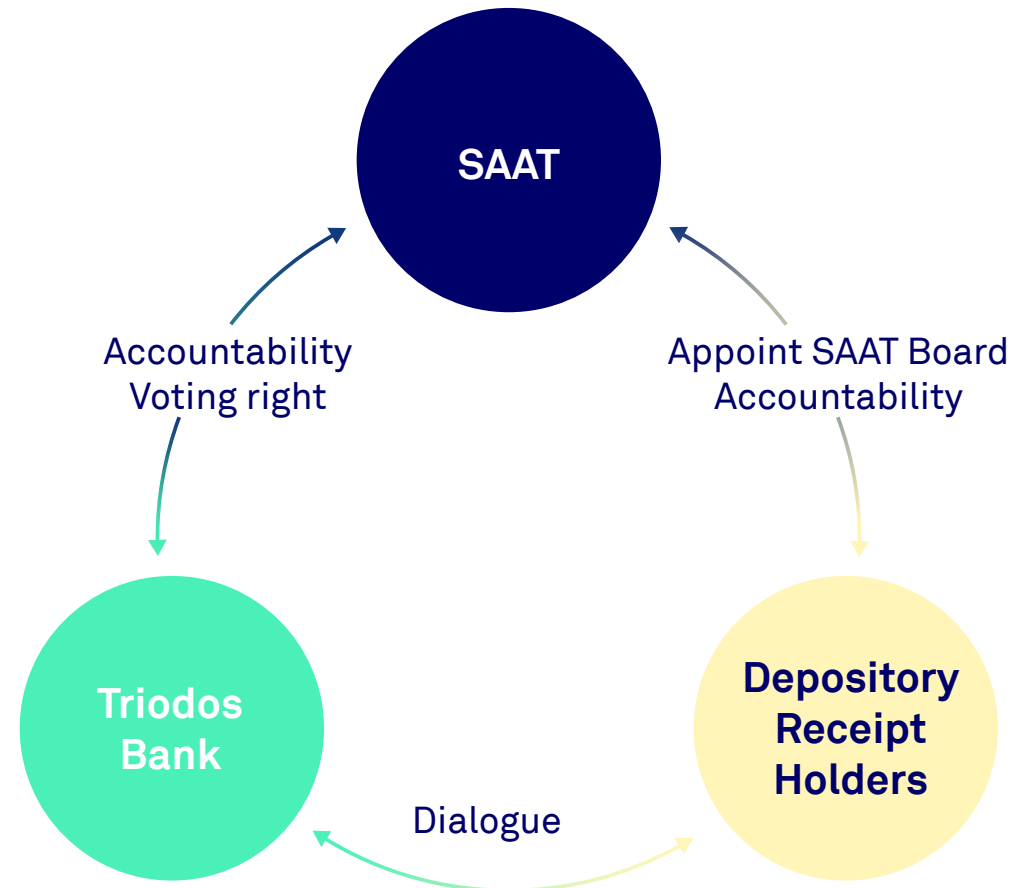 SAAT
Accountability
Voting right
Appoint SAAT Board
Accountability
Triodos
Bank
Depository
Receipt
Holders
Dialogue